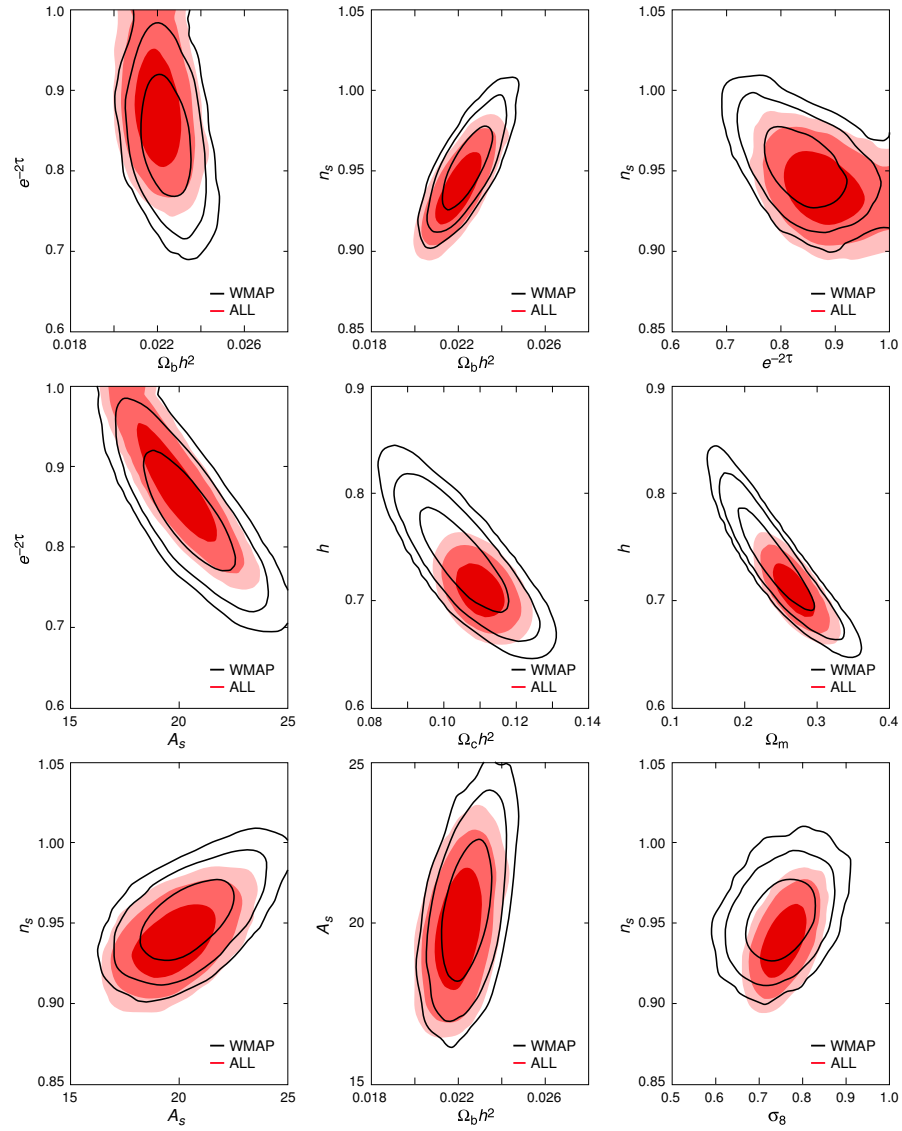 1.0
0.9
0.8
0.7
0.6
e⁻²τ
0.018
0.022
0.026
Ω_b h²
WMAP
ALL
1.05
1.00
0.95
0.90
0.85
n_s
0.018
0.022
0.026
Ω_b h²
WMAP
ALL
1.05
1.00
0.95
0.90
0.85
n_s
0.6
0.7
0.8
0.9
1.0
e⁻²τ
WMAP
ALL
1.0
0.9
0.8
0.7
0.6
e⁻²τ
15
20
25
A_s
WMAP
ALL
0.9
0.8
0.7
0.6
h
0.08
0.10
0.12
0.14
Ω_c h²
WMAP
ALL
0.9
0.8
0.7
0.6
h
0.1
0.2
0.3
0.4
Ω_m
WMAP
ALL
1.05
1.00
0.95
0.90
0.85
n_s
15
20
25
A_s
WMAP
ALL
25
20
15
A_s
0.018
0.022
0.026
Ω_b h²
WMAP
ALL
1.05
1.00
0.95
0.90
0.85
n_s
0.5
0.6
0.7
0.8
0.9
1.0
σ_8
WMAP
ALL